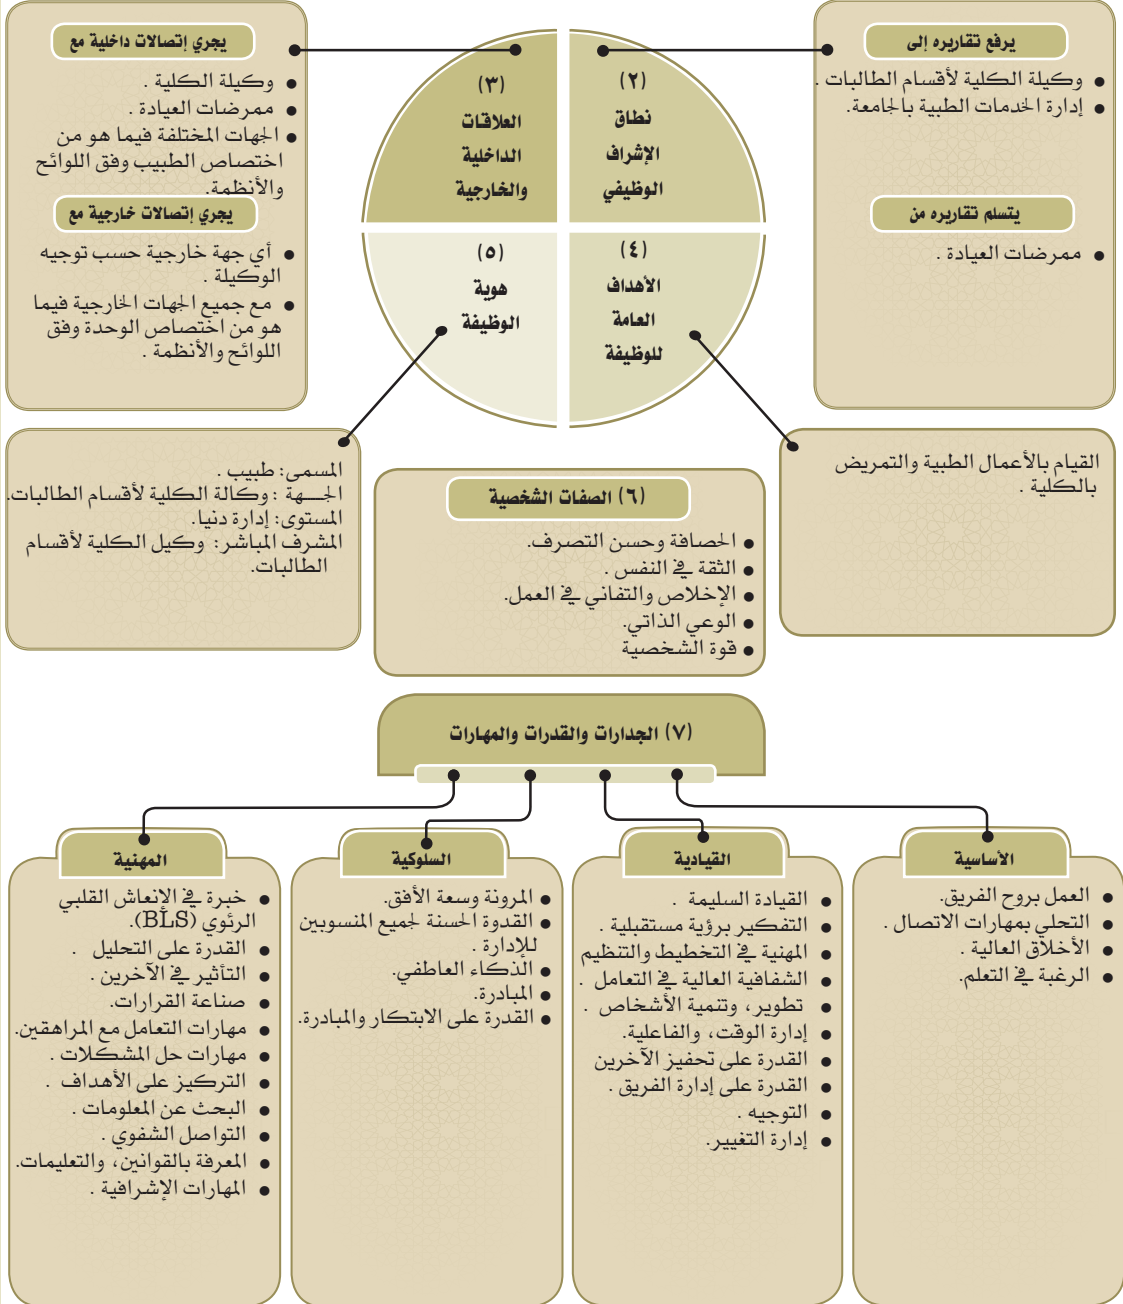 يرفع تقاريره إلى
● وكيلة الكلية لأقسام الطالبات .
● إدارة الخدمات الطبية بالجامعة.
يتسلم تقاريره من
● ممرضات العيادة .
(٢)
نطاق
الإشراف
الوظيفي
(٣)
العلاقات
الداخلية
والخارجية
يجري إتصالات داخلية مع
● وكيلة الكلية .
● ممرضات العيادة .
● الجهات المختلفة فيما هو من
اختصاص الطبيب وفق اللوائح
والأنظمة.
يجري إتصالات خارجية مع
● أي جهة خارجية حسب توجيه
الوكيلة .
● مع جميع الجهات الخارجية فيما
هو من اختصاص الوحدة وفق
اللوائح والأنظمة .
(٤)
الأهداف
العامة
للوظيفة
القيام بالأعمال الطبية والتمريض
بالكلية .
(٥)
هوية
الوظيفة
المسمى: طبيب .
الجـــهة : وكالة الكلية لأقسام الطالبات.
المستوى: إدارة دنيا.
المشرف المباشر: وكيل الكلية لأقسام
الطالبات.
(٦) الصفات الشخصية
● الحصافة وحسن التصرف.
● الثقة في النفس .
● الإخلاص والتفاني في العمل.
● الوعي الذاتي.
● قوة الشخصية
(٧) الجدارات والقدرات والمهارات
الأساسية
● العمل بروح الفريق.
● التحلي بمهارات الاتصال .
● الأخلاق العالية .
● الرغبة في التعلم.
القيادية
● القيادة السليمة .
● التفكير برؤية مستقبلية .
● المهنية في التخطيط والتنظيم
● الشفافية العالية في التعامل .
● تطوير، وتنمية الأشخاص .
● إدارة الوقت، والفاعلية.
● القدرة على تحفيز الآخرين
● القدرة على إدارة الفريق .
● التوجيه .
● إدارة التغيير.
السلوكية
● المرونة وسعة الأفق.
● القدوة الحسنة لجميع المنسوبين
للإدارة .
● الذكاء العاطفي.
● المبادرة.
● القدرة على الابتكار والمبادرة.
المهنية
● خبرة في الإنعاش القلبي
الرئوي (BLS).
● القدرة على التحليل .
● التأثير في الآخرين .
● صناعة القرارات.
● مهارات التعامل مع المراهقين.
● مهارات حل المشكلات .
● التركيز على الأهداف .
● البحث عن المعلومات .
● التواصل الشفوي .
● المعرفة بالقوانين، والتعليمات.
● المهارات الإشرافية .